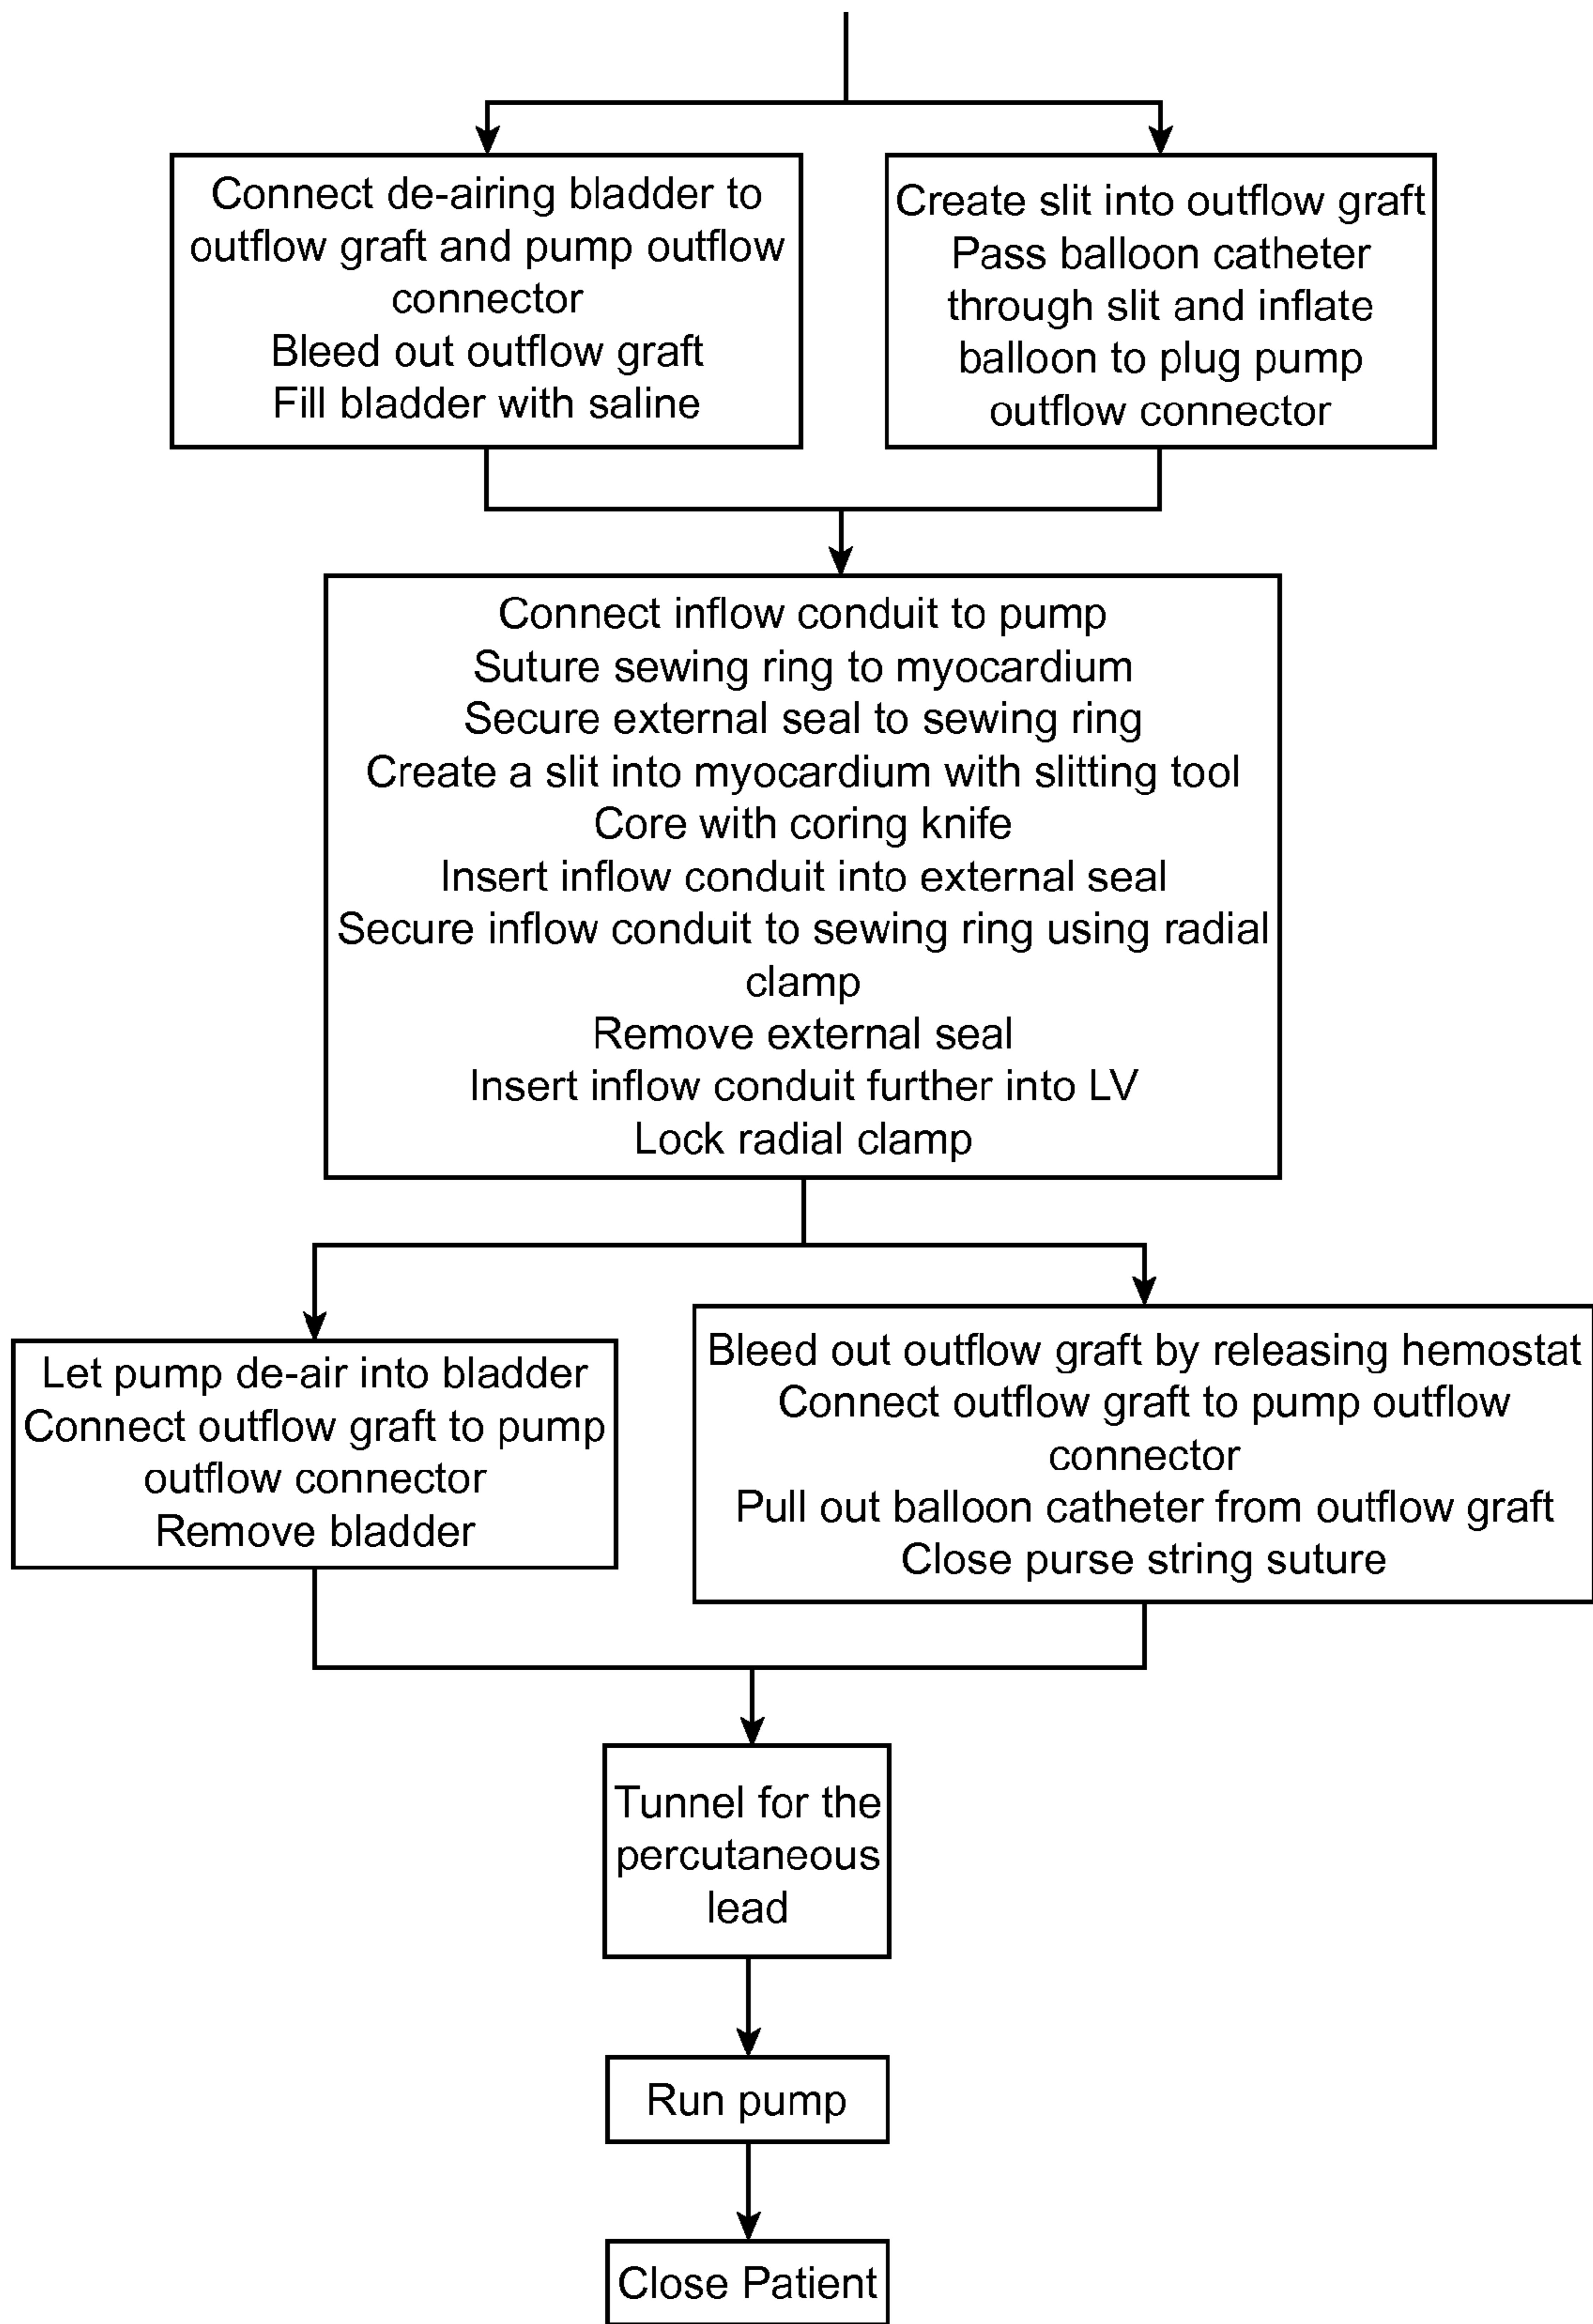 Connect de-airing bladder to
outflow graft and pump outflow
connector
Bleed out outflow graft
Fill bladder with saline
Create slit into outflow graft
Pass balloon catheter
through slit and inflate
balloon to plug pump
outflow connector
Connect inflow conduit to pump
Suture sewing ring to myocardium
Secure external seal to sewing ring
Create a slit into myocardium with slitting tool
Core with coring knife
Insert inflow conduit into external seal
Secure inflow conduit to sewing ring using radial
clamp
Remove external seal
Insert inflow conduit further into LV
Lock radial clamp
Let pump de-air into bladder
Connect outflow graft to pump
outflow connector
Remove bladder
Bleed out outflow graft by releasing hemostat
Connect outflow graft to pump outflow
connector
Pull out balloon catheter from outflow graft
Close purse string suture
Tunnel for the
percutaneous
lead
Run pump
Close Patient